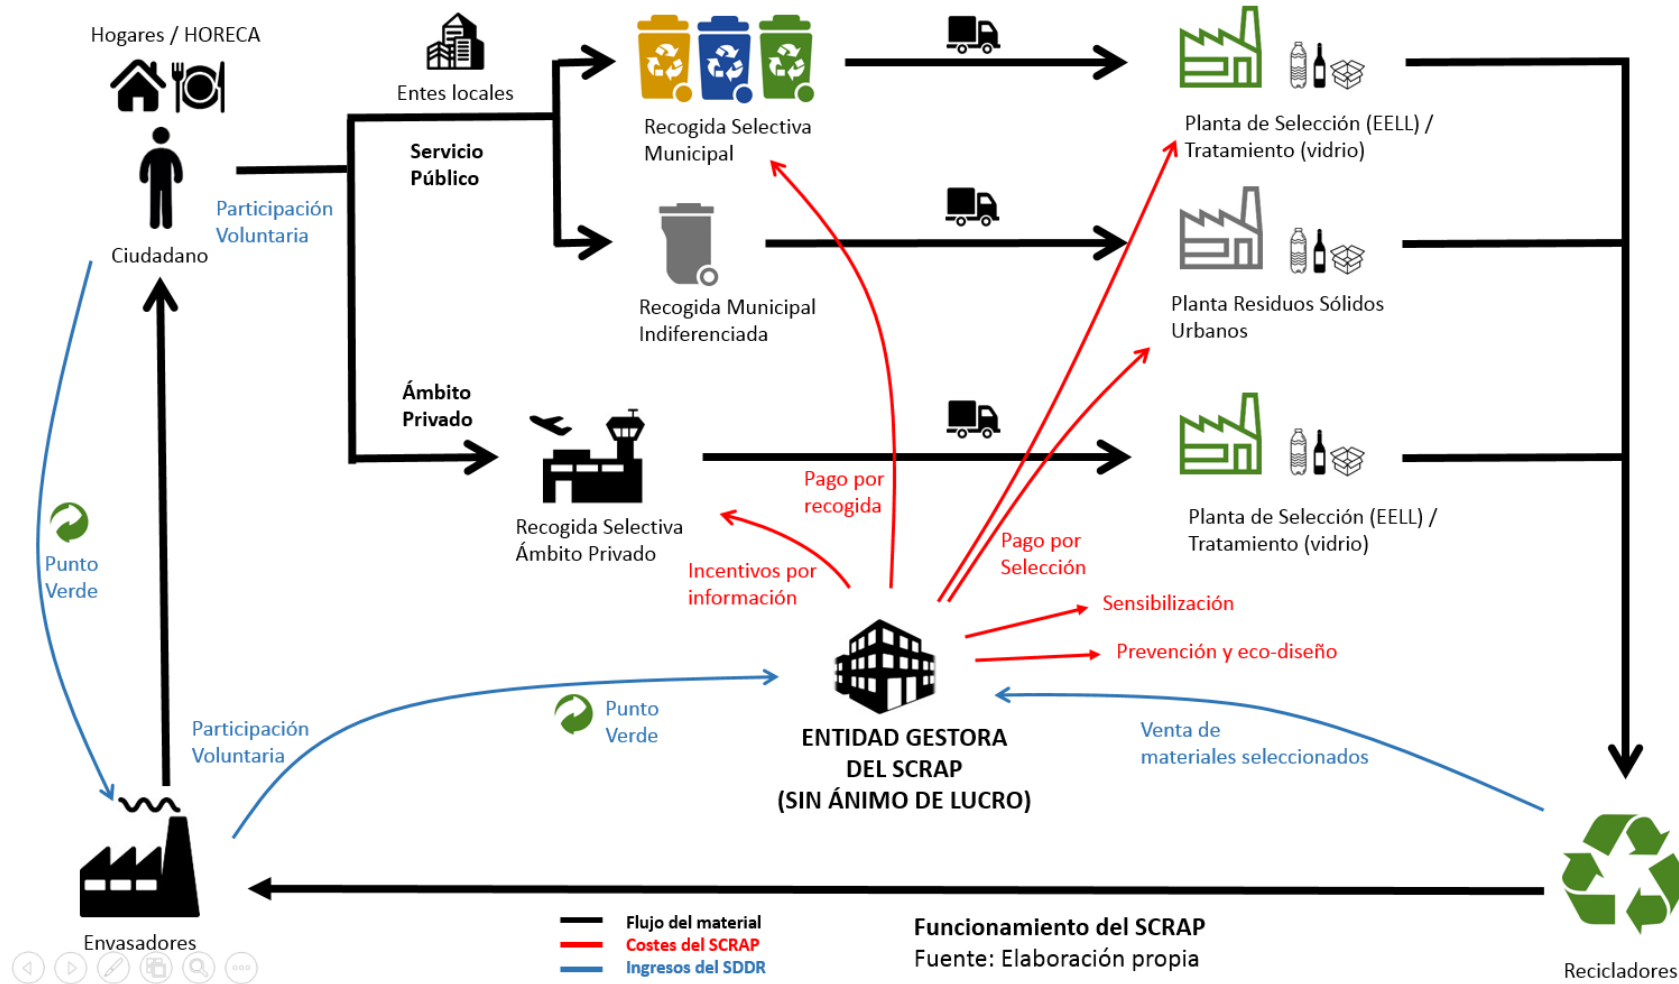 Hogares / HORECA
Entes locales
Servicio
Público
Participación
Voluntaria
Ciudadano
Recogida Selectiva
Municipal
Planta de Selección (EELL) /
Tratamiento (vidrio)
Recogida Municipal
Indiferenciada
Planta Residuos Sólidos
Urbanos
Ámbito
Privado
Recogida Selectiva
Ámbito Privado
Planta de Selección (EELL) /
Tratamiento (vidrio)
Pago por
recogida
Pago por
Selección
Incentivos por
información
Punto
Verde
Sensibilización
Prevención y eco-diseño
Participación
Voluntaria
Punto
Verde
ENTIDAD GESTORA
DEL SCRAP
(SIN ÁNIMO DE LUCRO)
Venta de
materiales seleccionados
Envasadores
Flujo del material
Costes del SCRAP
Ingresos del SDDR
Funcionamiento del SCRAP
Fuente: Elaboración propia
Recicladores